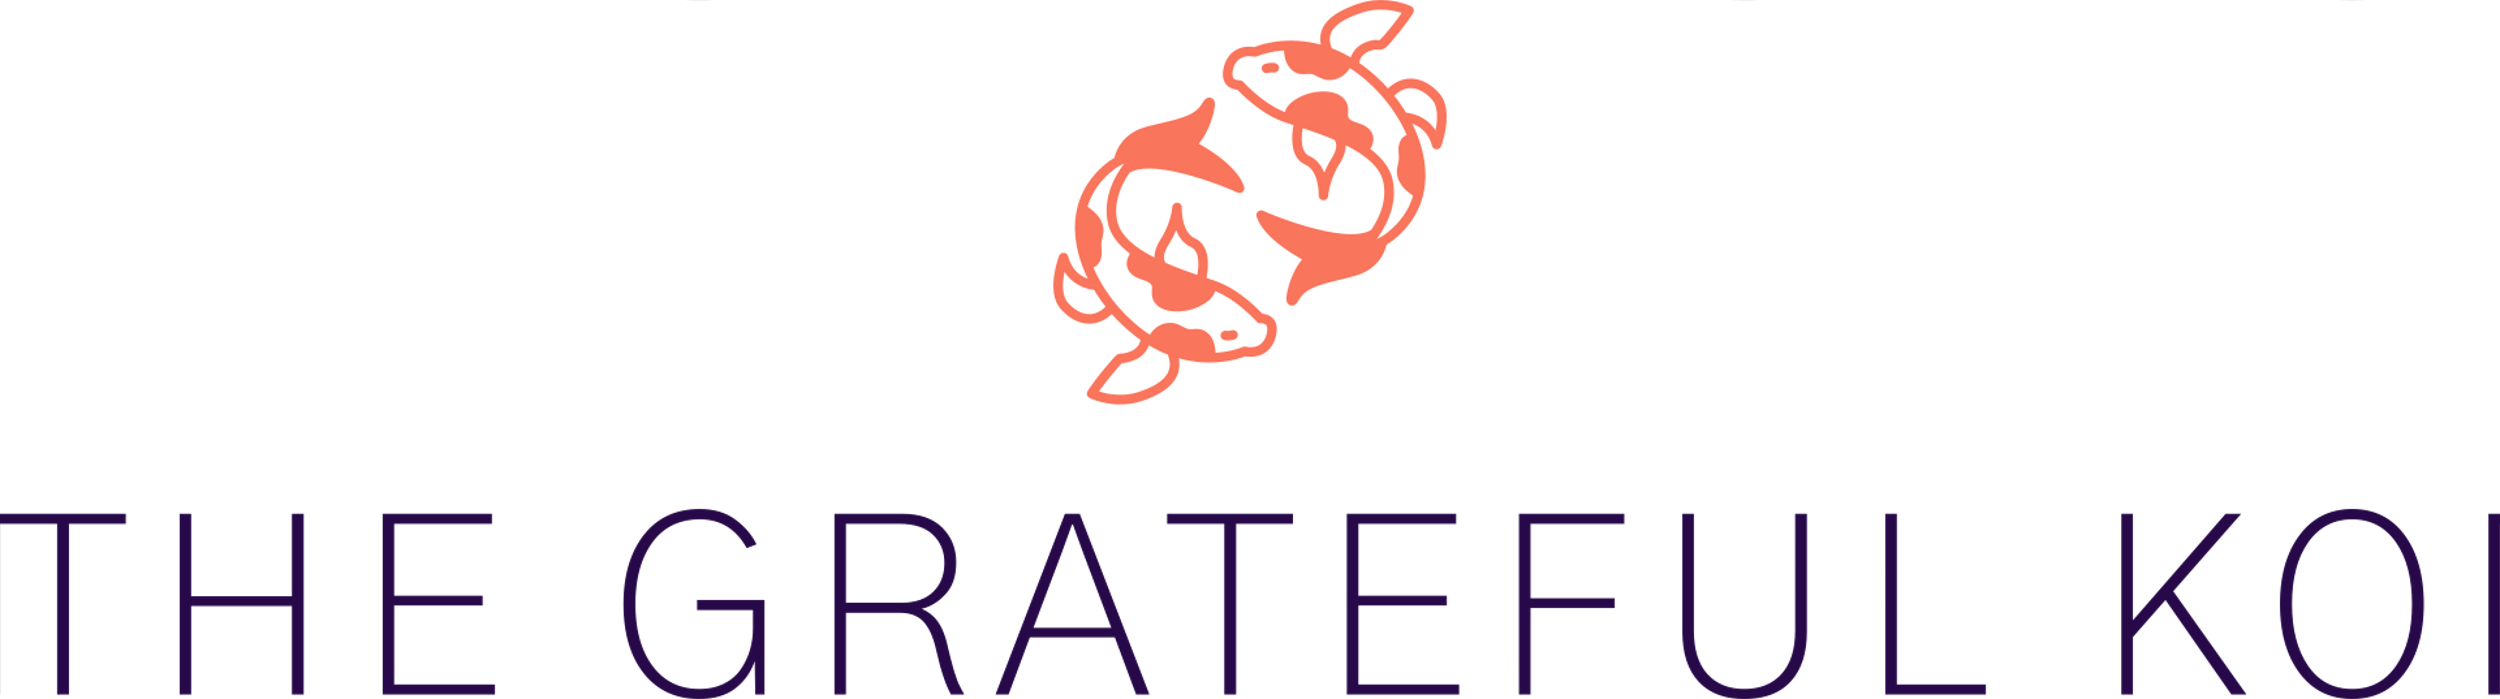 THE GRATEFUL KOI